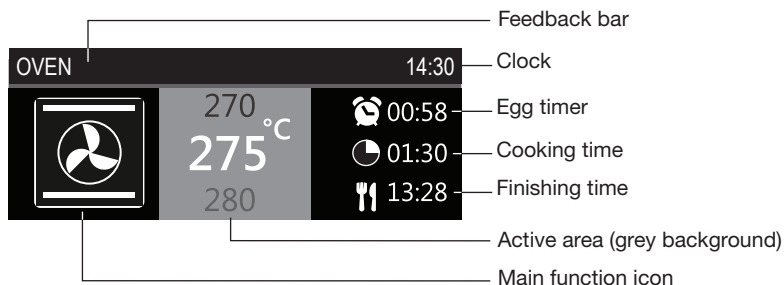 Feedback bar
OVEN
14:30
Clock
270
275°C
280
00:58
Egg timer
01:30
Cooking time
13:28
Finishing time
Active area (grey background)
Main function icon